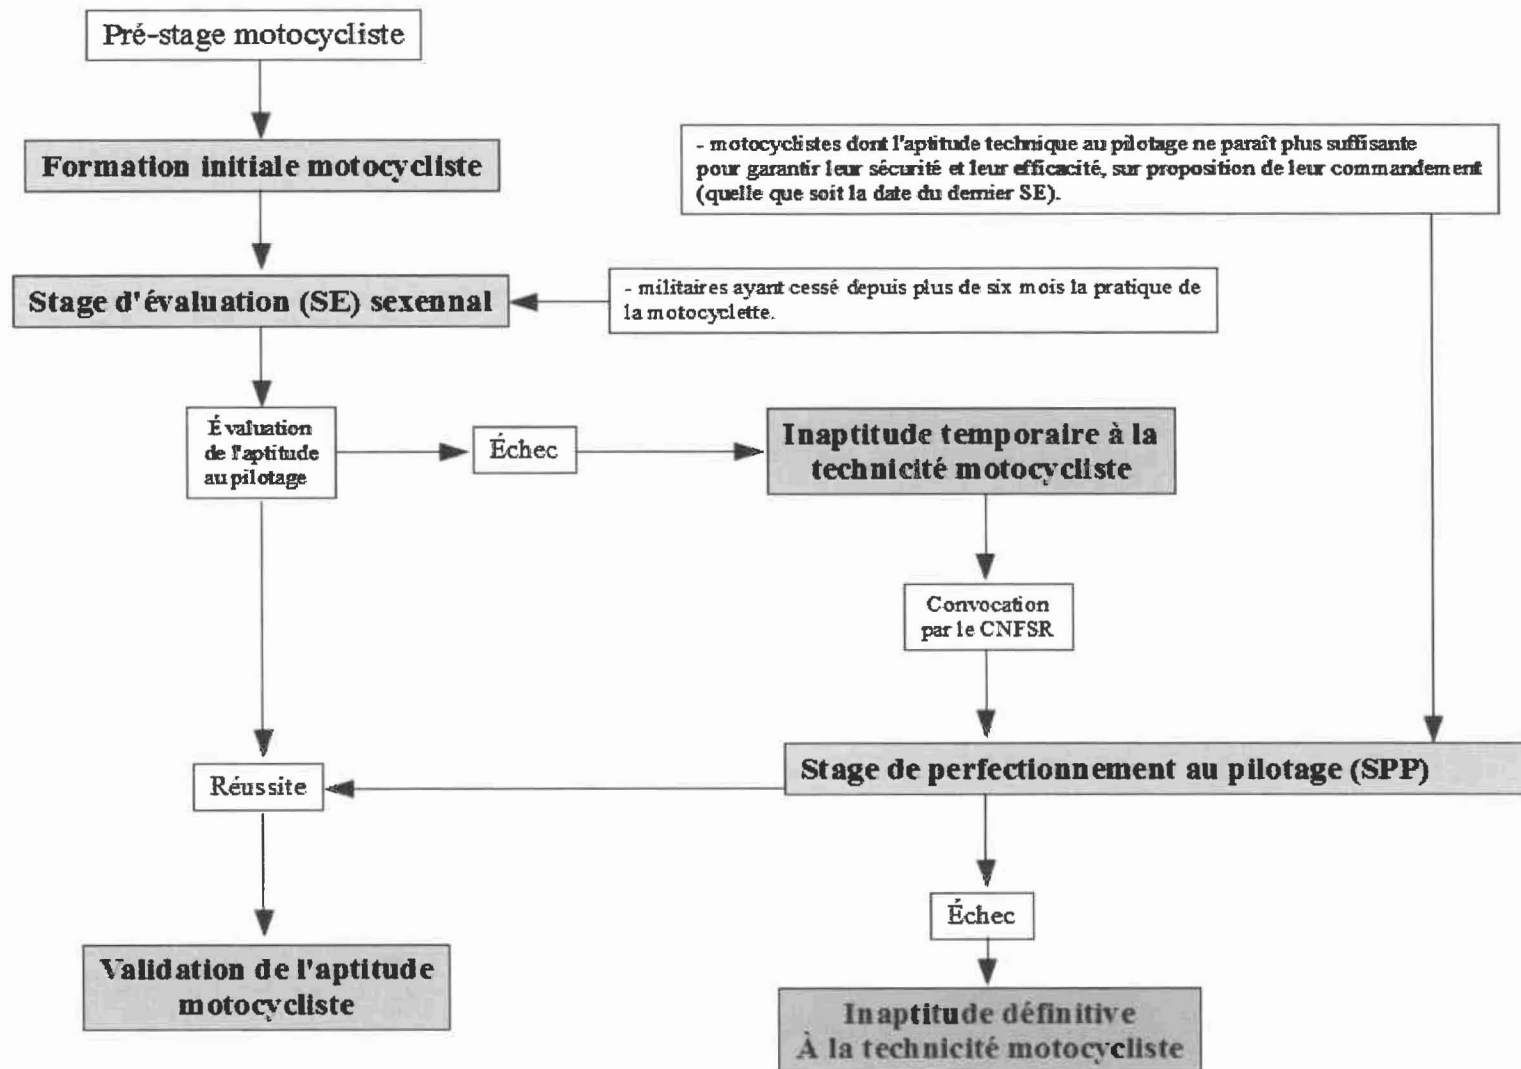 Pré-stage motocycliste
Formation initiale motocycliste
- motocyclistes dont l'aptitude technique au pilotage ne paraît plus suffisante
pour garantir leur sécurité et leur efficacité, sur proposition de leur commandement
(quelle que soit la date du dernier SE).
Stage d'évaluation (SE) sexennal
- militaires ayant cessé depuis plus de six mois la pratique de
la motocyclette.
Évaluation
de l'aptitude
au pilotage
Échec
Inaptitude temporaire à la
technicité motocycliste
Convocation
par le CNFSR
Stage de perfectionnement au pilotage (SPP)
Réussite
Échec
Validation de l'aptitude
motocycliste
Inaptitude définitive
À la technicité motocycliste